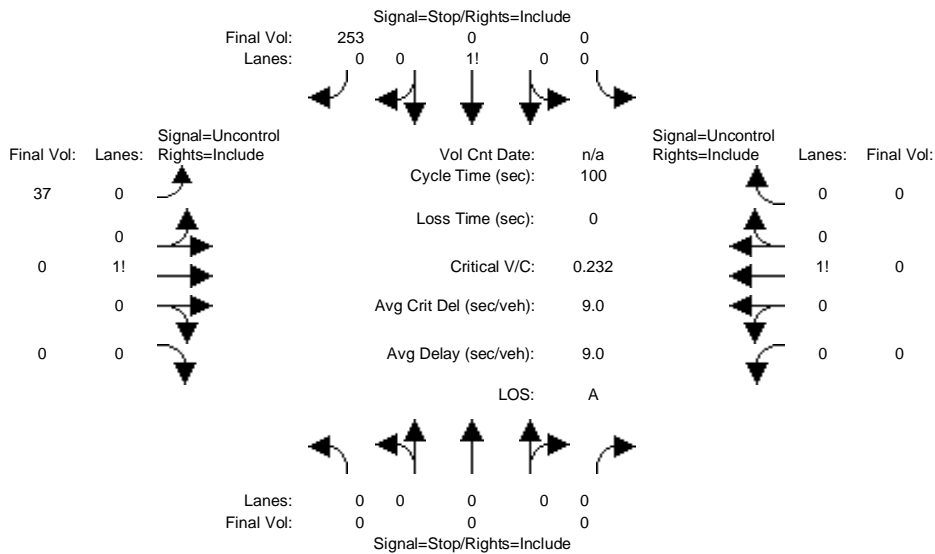 Signal=Stop/Rights=Include
Final Vol: 253 0 0
Lanes: 0 0 1! 0 0
Signal=Uncontrol Signal=Uncontrol
Final Vol: Lanes: Rights=Include Vol Cnt Date: n/a Rights=Include Lanes: Final Vol:
Cycle Time (sec): 100
37 0 0 0
Loss Time (sec): 0
0 0
0 1! Critical V/C: 0.232 1! 0
0 Avg Crit Del (sec/veh): 9.0 0
0 0 Avg Delay (sec/veh): 9.0 0 0
LOS: A
Lanes: 0 0 0 0 0
Final Vol: 0 0 0
Signal=Stop/Rights=Include